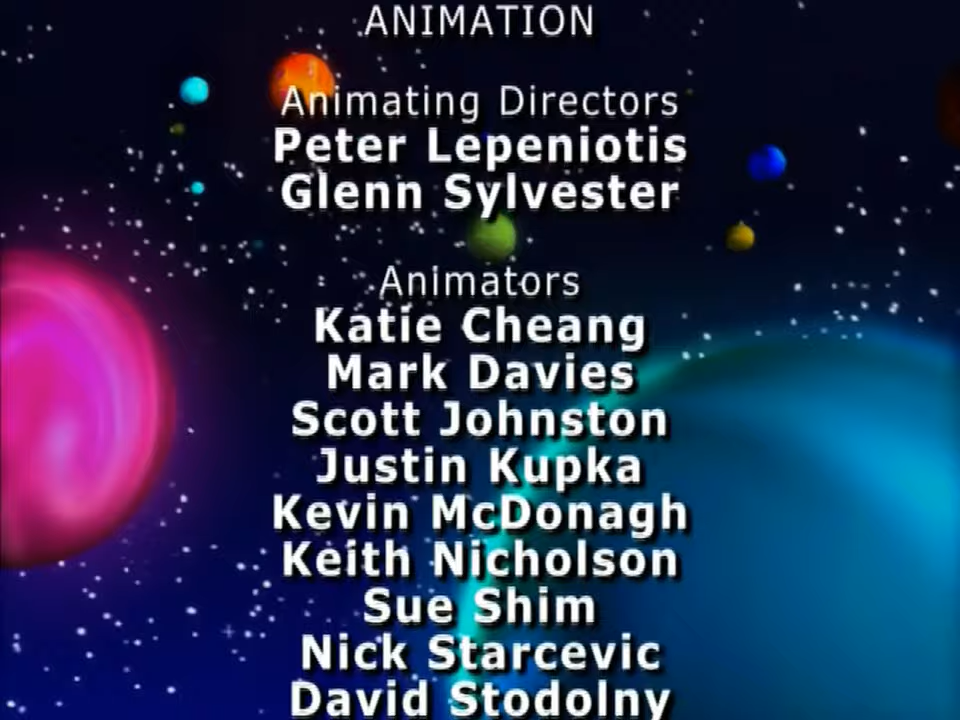 ANIMATION
Animating Directors
Peter Lepeniotis
Glenn Sylvester
Animators
Katie Cheang
Mark Davies
Scott Johnston
Justin Kupka
Kevin McDonagh
Keith Nicholson
Sue Shim
Nick Starcevic
David Stodolny